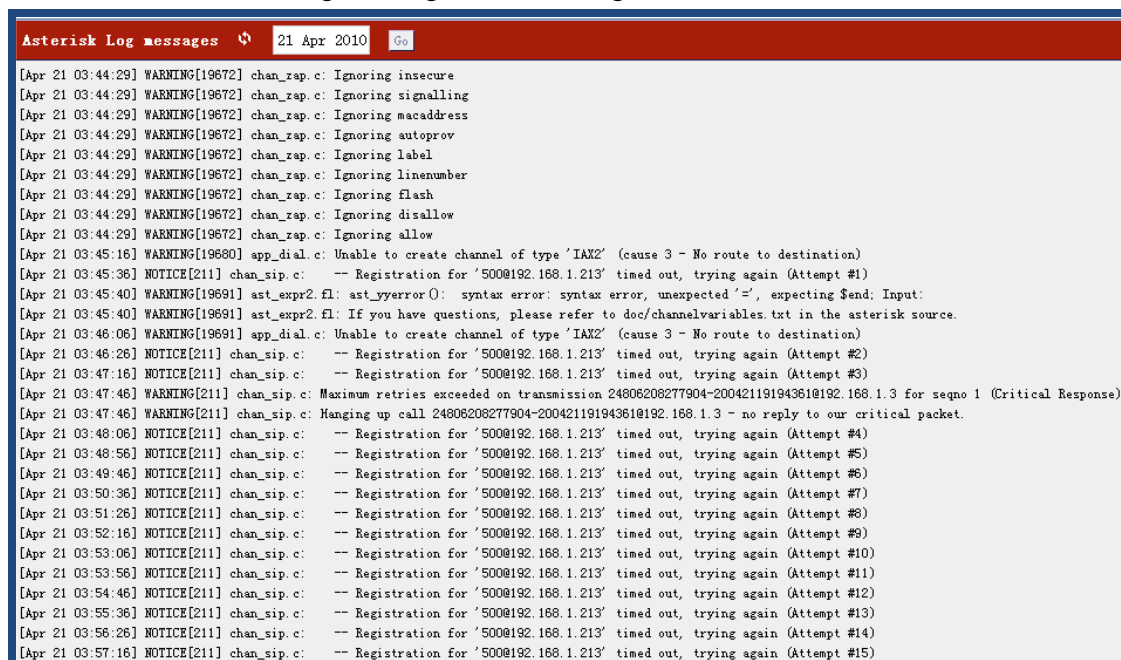 Asterisk Log messages 21 Apr 2010 Go
[Apr 21 03:44:29] WARNING[19672] chan_zap.c: Ignoring insecure
[Apr 21 03:44:29] WARNING[19672] chan_zap.c: Ignoring signalling
[Apr 21 03:44:29] WARNING[19672] chan_zap.c: Ignoring macaddress
[Apr 21 03:44:29] WARNING[19672] chan_zap.c: Ignoring autoprov
[Apr 21 03:44:29] WARNING[19672] chan_zap.c: Ignoring label
[Apr 21 03:44:29] WARNING[19672] chan_zap.c: Ignoring linenumber
[Apr 21 03:44:29] WARNING[19672] chan_zap.c: Ignoring flash
[Apr 21 03:44:29] WARNING[19672] chan_zap.c: Ignoring disallow
[Apr 21 03:44:29] WARNING[19672] chan_zap.c: Ignoring allow
[Apr 21 03:45:16] WARNING[19680] app_dial.c: Unable to create channel of type 'IAX2' (cause 3 - No route to destination)
[Apr 21 03:45:36] NOTICE[211] chan_sip.c: -- Registration for '500@192.168.1.213' timed out, trying again (Attempt #1)
[Apr 21 03:45:40] WARNING[19691] ast_expr2.fl: ast_yyerror(): syntax error: syntax error, unexpected '=', expecting $end; Input:
[Apr 21 03:45:40] WARNING[19691] ast_expr2.fl: If you have questions, please refer to doc/channelvariables.txt in the asterisk source.
[Apr 21 03:46:06] WARNING[19691] app_dial.c: Unable to create channel of type 'IAX2' (cause 3 - No route to destination)
[Apr 21 03:46:26] NOTICE[211] chan_sip.c: -- Registration for '500@192.168.1.213' timed out, trying again (Attempt #2)
[Apr 21 03:47:16] NOTICE[211] chan_sip.c: -- Registration for '500@192.168.1.213' timed out, trying again (Attempt #3)
[Apr 21 03:47:46] WARNING[211] chan_sip.c: Maximum retries exceeded on transmission 24806208277904-20042119194361@192.168.1.3 for seqno 1 (Critical Response)
[Apr 21 03:47:46] WARNING[211] chan_sip.c: Hanging up call 24806208277904-20042119194361@192.168.1.3 - no reply to our critical packet.
[Apr 21 03:48:06] NOTICE[211] chan_sip.c: -- Registration for '500@192.168.1.213' timed out, trying again (Attempt #4)
[Apr 21 03:48:56] NOTICE[211] chan_sip.c: -- Registration for '500@192.168.1.213' timed out, trying again (Attempt #5)
[Apr 21 03:49:46] NOTICE[211] chan_sip.c: -- Registration for '500@192.168.1.213' timed out, trying again (Attempt #6)
[Apr 21 03:50:36] NOTICE[211] chan_sip.c: -- Registration for '500@192.168.1.213' timed out, trying again (Attempt #7)
[Apr 21 03:51:26] NOTICE[211] chan_sip.c: -- Registration for '500@192.168.1.213' timed out, trying again (Attempt #8)
[Apr 21 03:52:16] NOTICE[211] chan_sip.c: -- Registration for '500@192.168.1.213' timed out, trying again (Attempt #9)
[Apr 21 03:53:06] NOTICE[211] chan_sip.c: -- Registration for '500@192.168.1.213' timed out, trying again (Attempt #10)
[Apr 21 03:53:56] NOTICE[211] chan_sip.c: -- Registration for '500@192.168.1.213' timed out, trying again (Attempt #11)
[Apr 21 03:54:46] NOTICE[211] chan_sip.c: -- Registration for '500@192.168.1.213' timed out, trying again (Attempt #12)
[Apr 21 03:55:36] NOTICE[211] chan_sip.c: -- Registration for '500@192.168.1.213' timed out, trying again (Attempt #13)
[Apr 21 03:56:26] NOTICE[211] chan_sip.c: -- Registration for '500@192.168.1.213' timed out, trying again (Attempt #14)
[Apr 21 03:57:16] NOTICE[211] chan_sip.c: -- Registration for '500@192.168.1.213' timed out, trying again (Attempt #15)